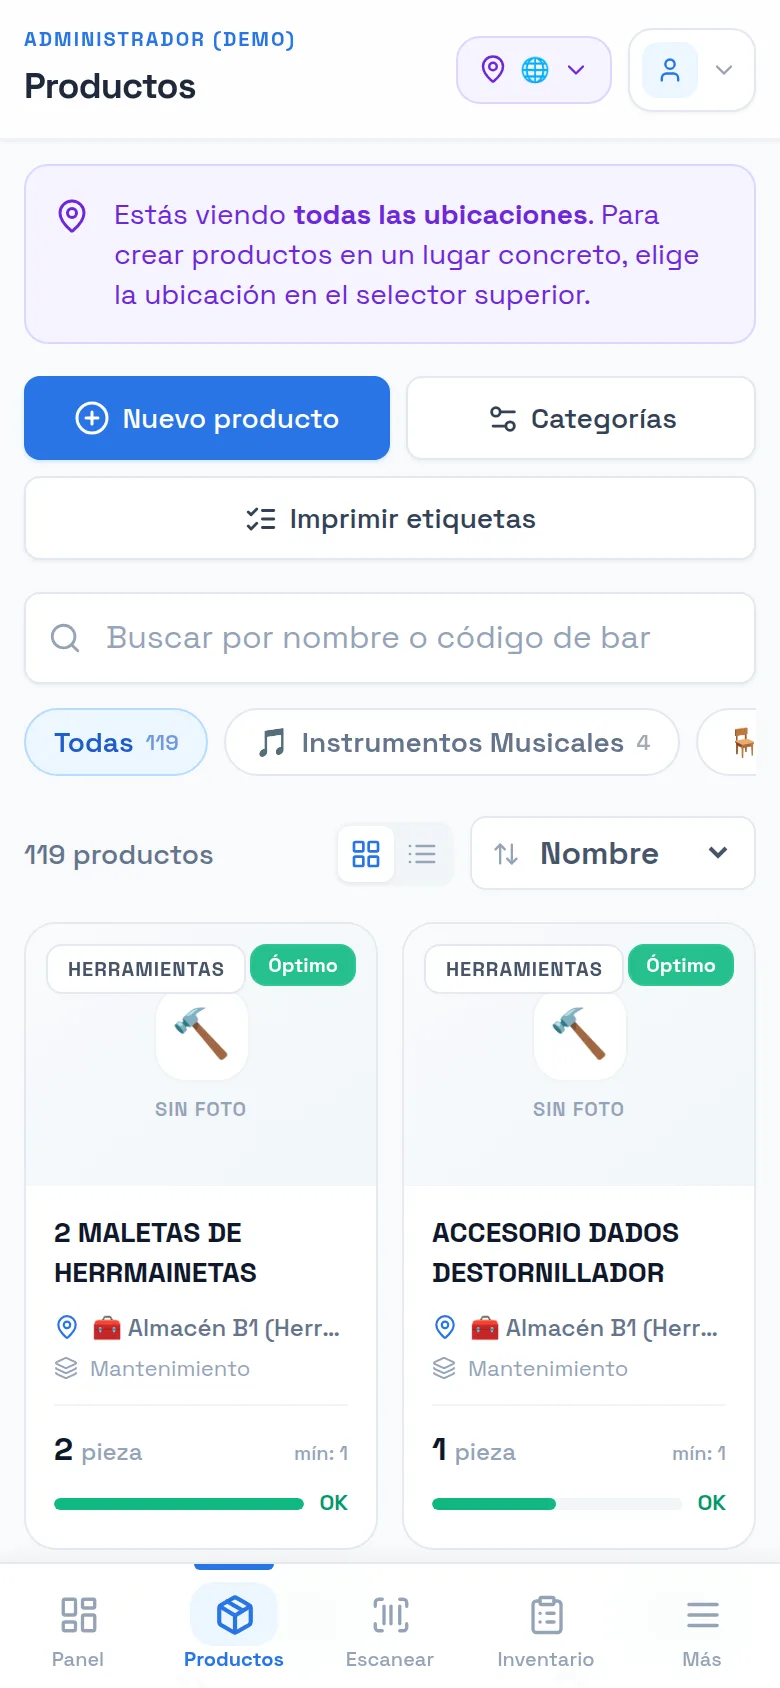 ADMINISTRADOR (DEMO)
Productos
Estás viendo todas las ubicaciones. Para
crear productos en un lugar concreto, elige
la ubicación en el selector superior.
Nuevo producto
Categorías
Imprimir etiquetas
Buscar por nombre o código de bar
Todas 119
Instrumentos Musicales 4
119 productos
Nombre
HERRAMIENTAS
Óptimo
SIN FOTO
2 MALETAS DE
HERRMAINETAS
Almacén B1 (Herr...
Mantenimiento
2 pieza
mín: 1
OK
HERRAMIENTAS
Óptimo
SIN FOTO
ACCESORIO DADOS
DESTORNILLADOR
Almacén B1 (Herr...
Mantenimiento
1 pieza
mín: 1
OK
Panel
Productos
Escanear
Inventario
Más